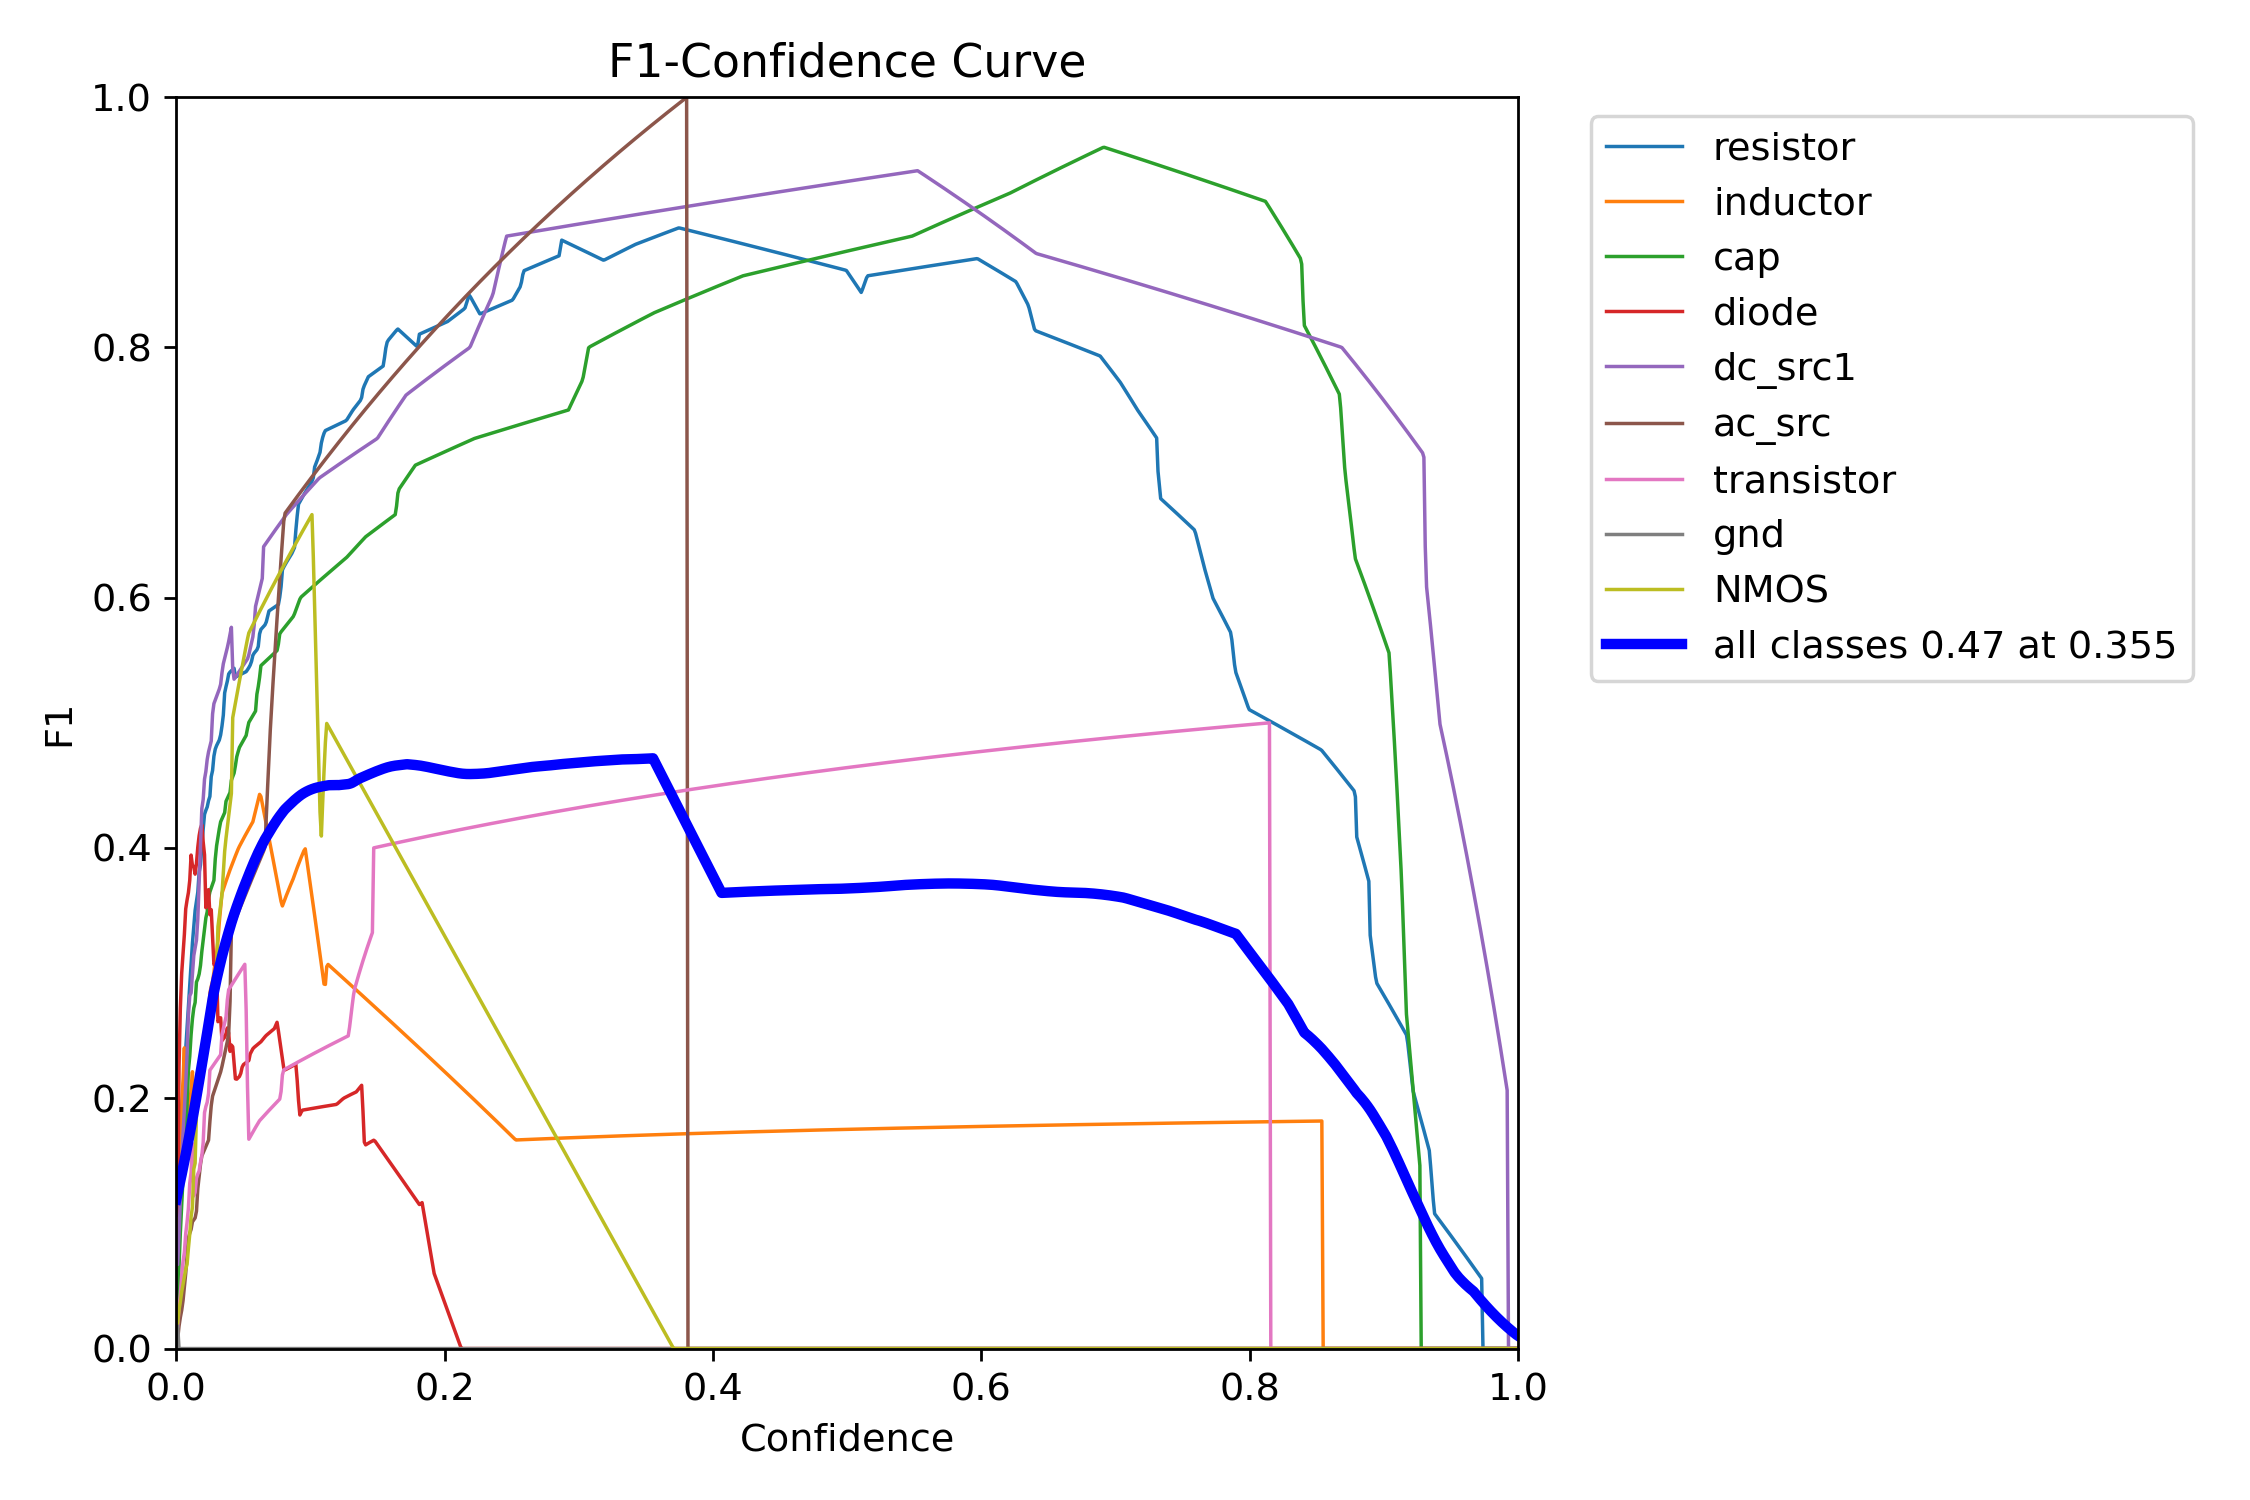 F1-Confidence Curve
1.0
0.8
0.6
0.4
0.2
0.0
F1
0.0 0.2 0.4 0.6 0.8 1.0
Confidence
resistor
inductor
cap
diode
dc_src1
ac_src
transistor
gnd
NMOS
all classes 0.47 at 0.355